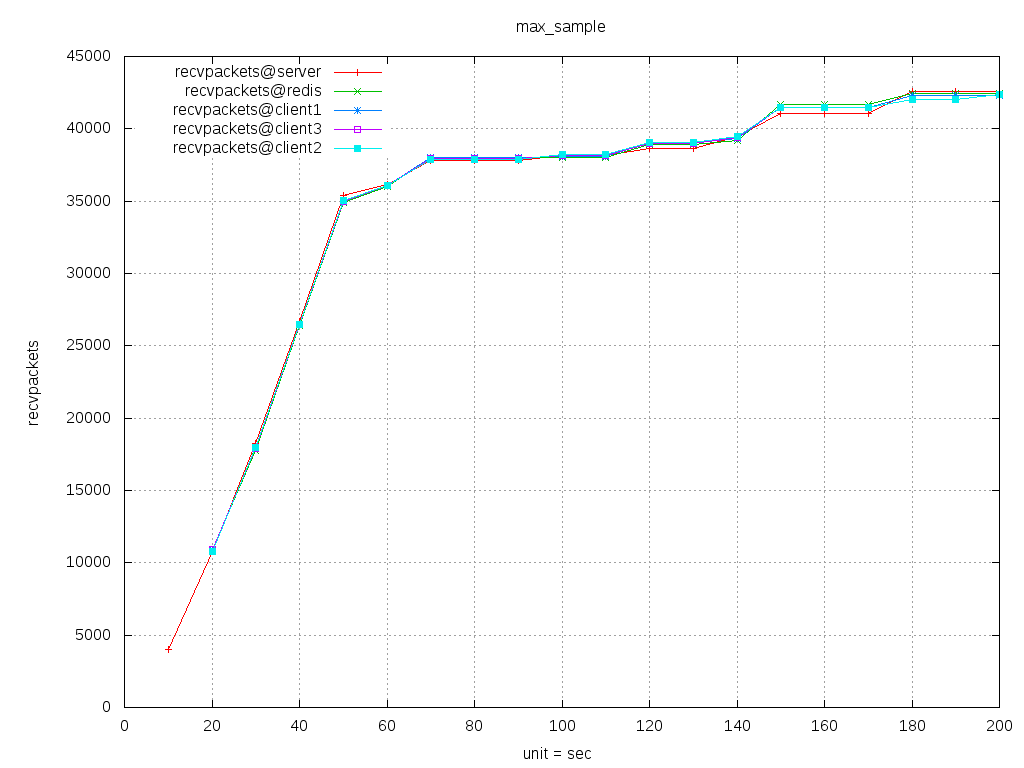 max_sample
45000
40000
35000
30000
25000
20000
15000
10000
5000
0
recvpackets
recvpackets@server
recvpackets@redis
recvpackets@client1
recvpackets@client3
recvpackets@client2
0 20 40 60 80 100 120 140 160 180 200
unit = sec